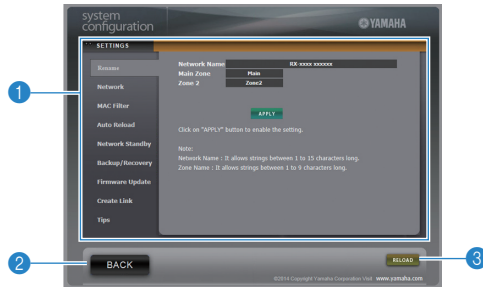 system
configuration
YAMAHA
SETTINGS
Rename
Network
MAC Filter
Auto Reload
Network Standby
Backup/Recovery
Firmware Update
Create Link
Tips
Network Name RX-xxxx xxxxxx
Main Zone Plain
Zone 2 Zone2
APPLY
Click on "APPLY" button to enable the setting.
Note:
Network Name : It allows strings between 1 to 15 characters long.
Zone Name : It allows strings between 1 to 9 characters long.
1
2
BACK
RELOAD
3
©2014 Copyright Yamaha Corporation Visit www.yamaha.com